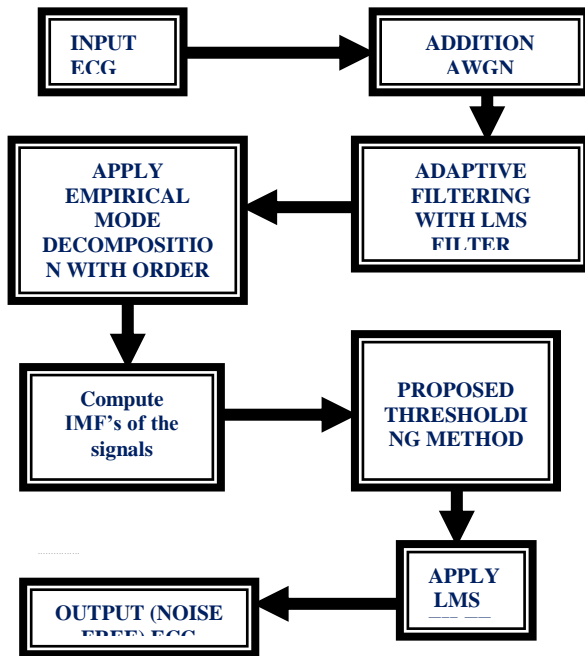 INPUT
ECG
ADDITION
AWGN
ADAPTIVE
FILTERING
WITH LMS
FILTER
APPLY
EMPIRICAL
MODE
DECOMPOSITIO
N WITH ORDER
Compute
IMF's of the
signals
PROPOSED
THRESHOLDI
NG METHOD
APPLY
LMS
OUTPUT (NOISE
FREE) ECG